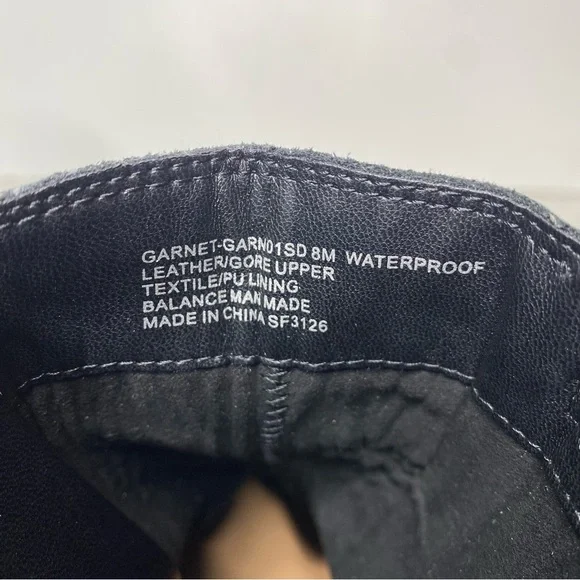 GARNET-GARN01SD 8M WATERPROOF
LEATHER/GORE UPPER
TEXTILE/PU LINING
BALANCE MAN MADE
MADE IN CHINA SF3126